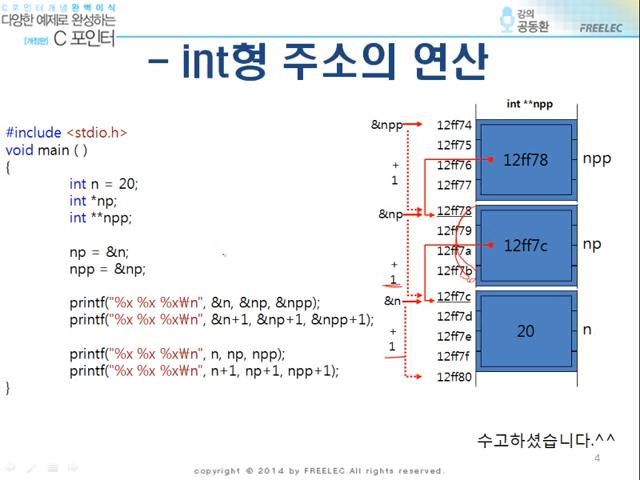 C 포인터개념 완벽이식
다양한 예제로 완성하는
[개정판] C 포인터
강의
공동환
FREELEC
- int형 주소의 연산
#include <stdio.h>
void main ( )
{
int n = 20;
int *np;
int **npp;
np = &n;
npp = &np;
printf("%x %x %x₩n", &n, &np, &npp);
printf("%x %x %x₩n", &n+1, &np+1, &npp+1);
printf("%x %x %x₩n", n, np, npp);
printf("%x %x %x₩n", n+1, np+1, npp+1);
}
int **npp
&npp
12ff74
12ff75
+
12ff76
1
12ff77
12ff78
npp
&np
12ff78
12ff79
+
12ff7a
1
12ff7b
12ff7c
np
&n
12ff7c
12ff7d
+
12ff7e
1
12ff7f
12ff80
20
n
수고하셨습니다.^^
4
copyright © 2014 by FREELEC.All rights reserved.